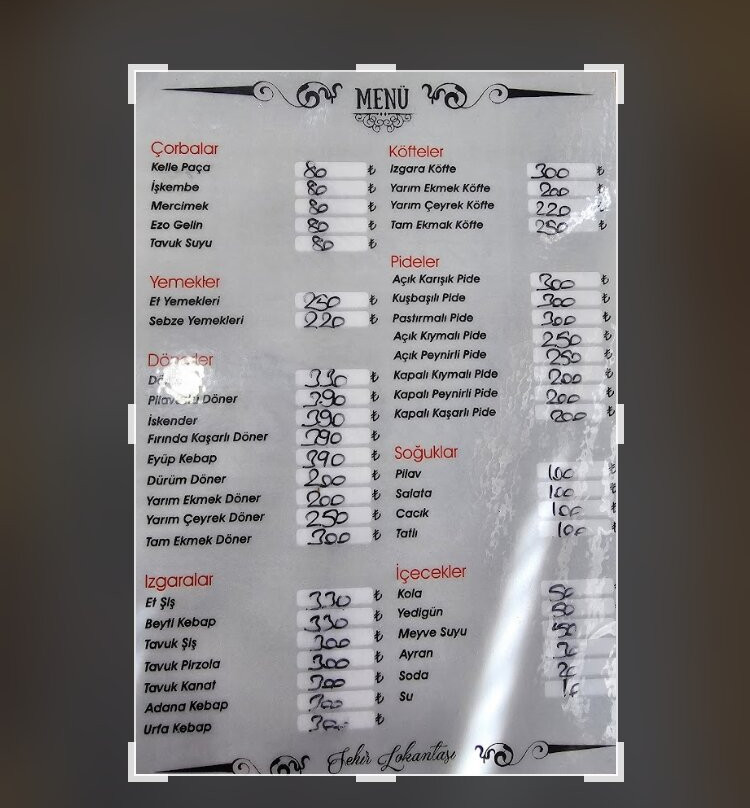 MENÜ
Çorbalar
Kelle Paça 80 ₺
İşkembe 80 ₺
Mercimek 80 ₺
Ezo Gelin 80 ₺
Tavuk Suyu 80 ₺
Yemekler
Et Yemekleri 250 ₺
Sebze Yemekleri 220 ₺
330 ₺
Döner 390 ₺
İskender 390 ₺
Fırında Kaşarlı Döner 390 ₺
Eyüp Kebap 390 ₺
Dürüm Döner 200 ₺
Yarım Ekmek Döner 200 ₺
Yarım Çeyrek Döner 250 ₺
Tam Ekmek Döner 300 ₺
Izgaralar
Et Şiş 330 ₺
Beyti Kebap 330 ₺
Tavuk Şiş 300 ₺
Tavuk Pirzola 300 ₺
Tavuk Kanat 300 ₺
Adana Kebap 300 ₺
Urfa Kebap 300 ₺
Köfteler
Izgara Köfte 300 ₺
Yarım Ekmek Köfte 200 ₺
Yarım Çeyrek Köfte 220 ₺
Tam Ekmak Köfte 250 ₺
Pideler
Açık Karışık Pide 300 ₺
Kuşbaşılı Pide 300 ₺
Pastırmalı Pide 300 ₺
Açık Kıymalı Pide 250 ₺
Açık Peynirli Pide 250 ₺
Kapalı Kıymalı Pide 200 ₺
Kapalı Peynirli Pide 200 ₺
Kapalı Kaşarlı Pide 200 ₺
Soğuklar
Pilav 100
Salata 100
Cacık 100
Tatlı 100
İçecekler
Kola 50
Yedigün 50
Meyve Suyu 50
Ayran
Soda
Su
Şehir Lokantası